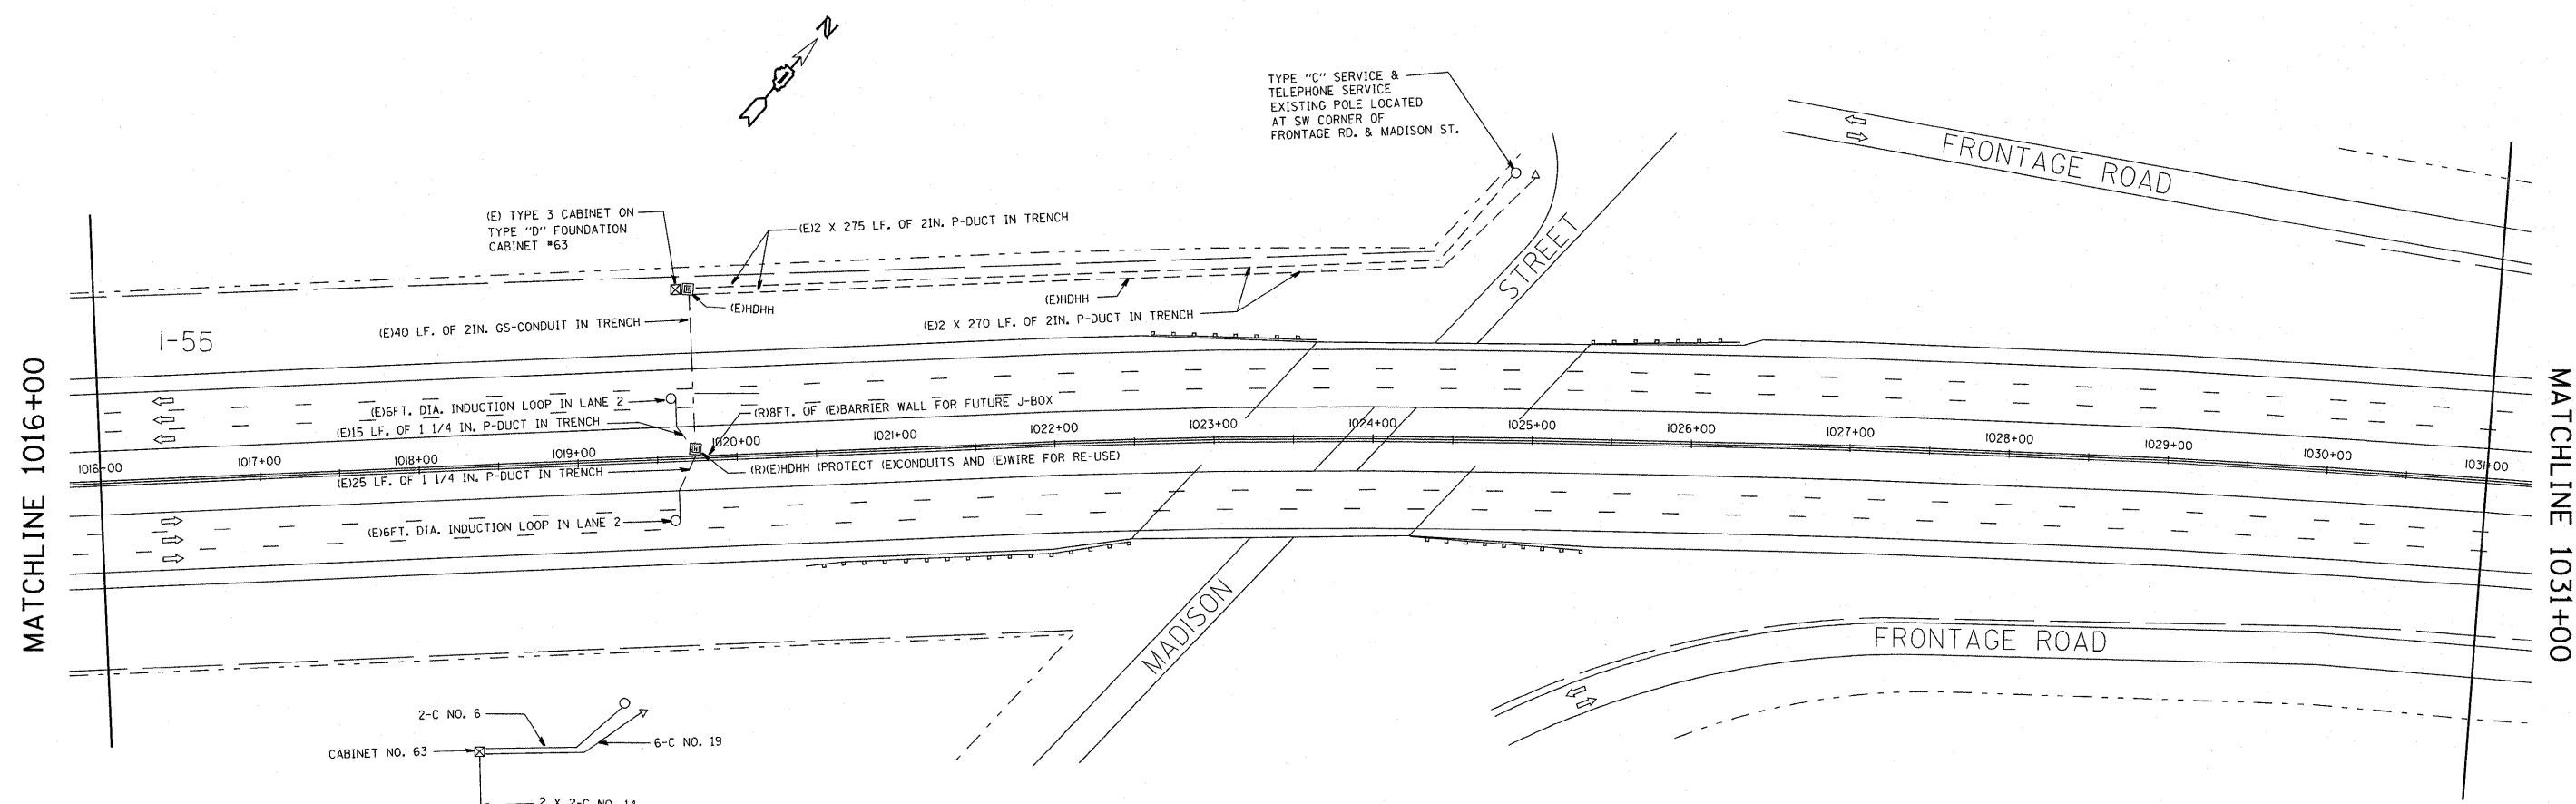 N
TYPE "C" SERVICE &
TELEPHONE SERVICE
EXISTING POLE LOCATED
AT SW CORNER OF
FRONTAGE RD. & MADISON ST.
FRONTAGE ROAD
(E) TYPE 3 CABINET ON
TYPE "D" FOUNDATION
CABINET #63
(E)2 X 275 LF. OF 2IN. P-DUCT IN TRENCH
STREET
(E)HDHH
(E)HDHH
(E)40 LF. OF 2IN. GS-CONDUIT IN TRENCH
(E)2 X 270 LF. OF 2IN. P-DUCT IN TRENCH
I-55
MATCHLINE 1016+00
MATCHLINE 1031+00
(E)6FT. DIA. INDUCTION LOOP IN LANE 2
(R)8FT. OF (E)BARRIER WALL FOR FUTURE J-BOX
(E)15 LF. OF 1 1/4 IN. P-DUCT IN TRENCH
1016+00
1017+00
1018+00
1019+00
1020+00
1021+00
1022+00
1023+00
1024+00
1025+00
1026+00
1027+00
1028+00
1029+00
1030+00
1031+00
(R)(E)HDHH (PROTECT (E)CONDUITS AND (E)WIRE FOR RE-USE)
(E)25 LF. OF 1 1/4 IN. P-DUCT IN TRENCH
(E)6FT. DIA. INDUCTION LOOP IN LANE 2
MADISON
FRONTAGE ROAD
2-C NO. 6
CABINET NO. 63
6-C NO. 19
2 X 2-C NO. 14